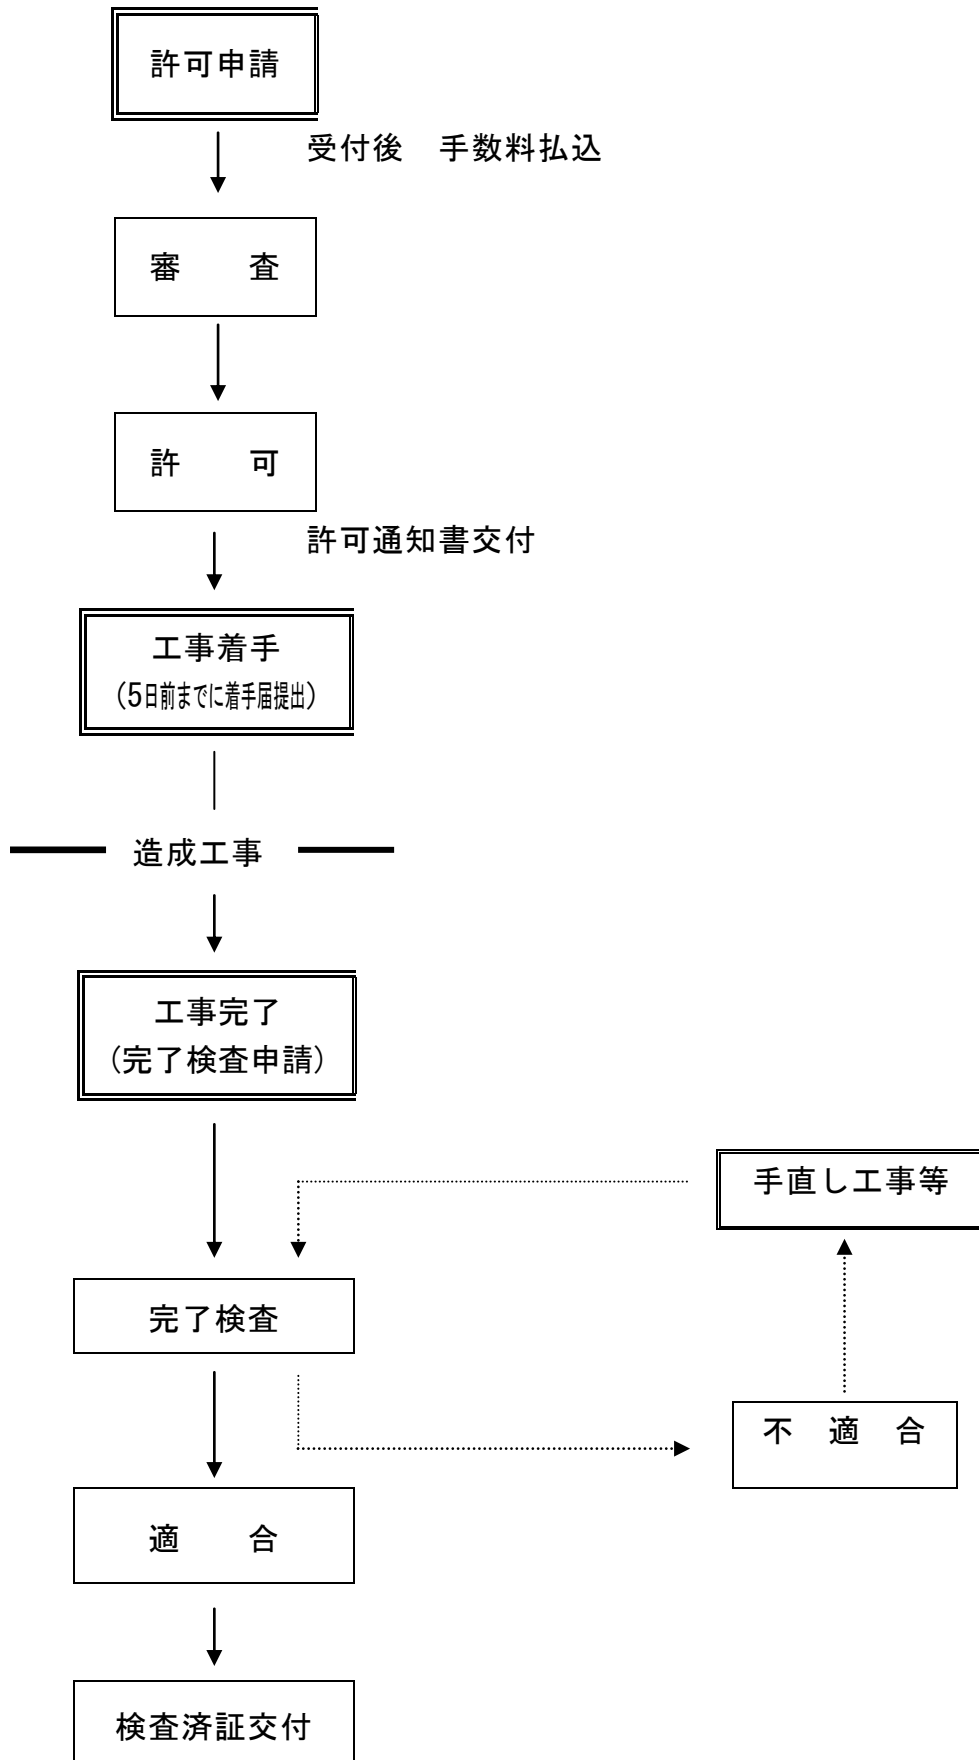 許可申請
受付後　手数料払込
審　　査
許　　可
許可通知書交付
工事着手
（5日前までに着手届提出）
造成工事
工事完了
（完了検査申請）
手直し工事等
完了検査
不　適　合
適　　合
検査済証交付